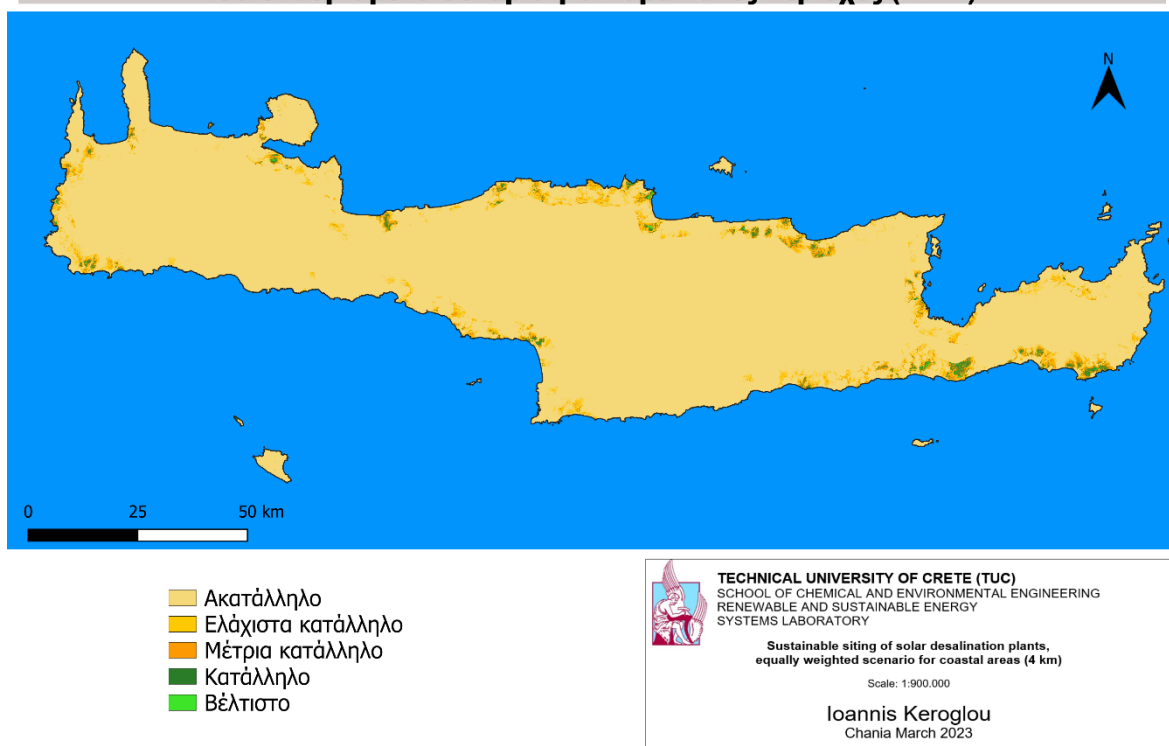 N
0 25 50 km
Ακατάλληλο
Ελάχιστα κατάλληλο
Μέτρια κατάλληλο
Κατάλληλο
Βέλτιστο
TECHNICAL UNIVERSITY OF CRETE (TUC)
SCHOOL OF CHEMICAL AND ENVIRONMENTAL ENGINEERING
RENEWABLE AND SUSTAINABLE ENERGY
SYSTEMS LABORATORY
Sustainable siting of solar desalination plants,
equally weighted scenario for coastal areas (4 km)
Scale: 1:900.000
Ioannis Keroglou
Chania March 2023